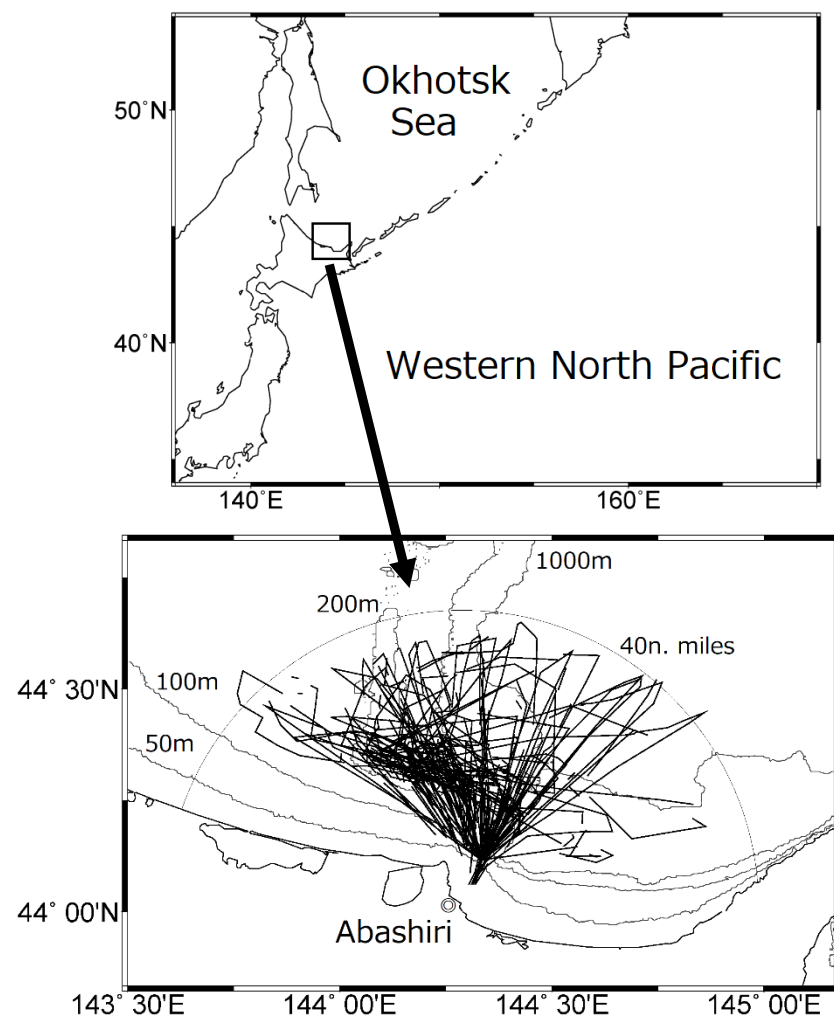 Okhotsk
Sea
50˚N
40˚N
Western North Pacific
140˚E
160˚E
1000m
200m
40n. miles
44˚ 30'N
100m
50m
44˚ 00'N
Abashiri
143˚ 30'E
144˚ 00'E
144˚ 30'E
145˚ 00'E